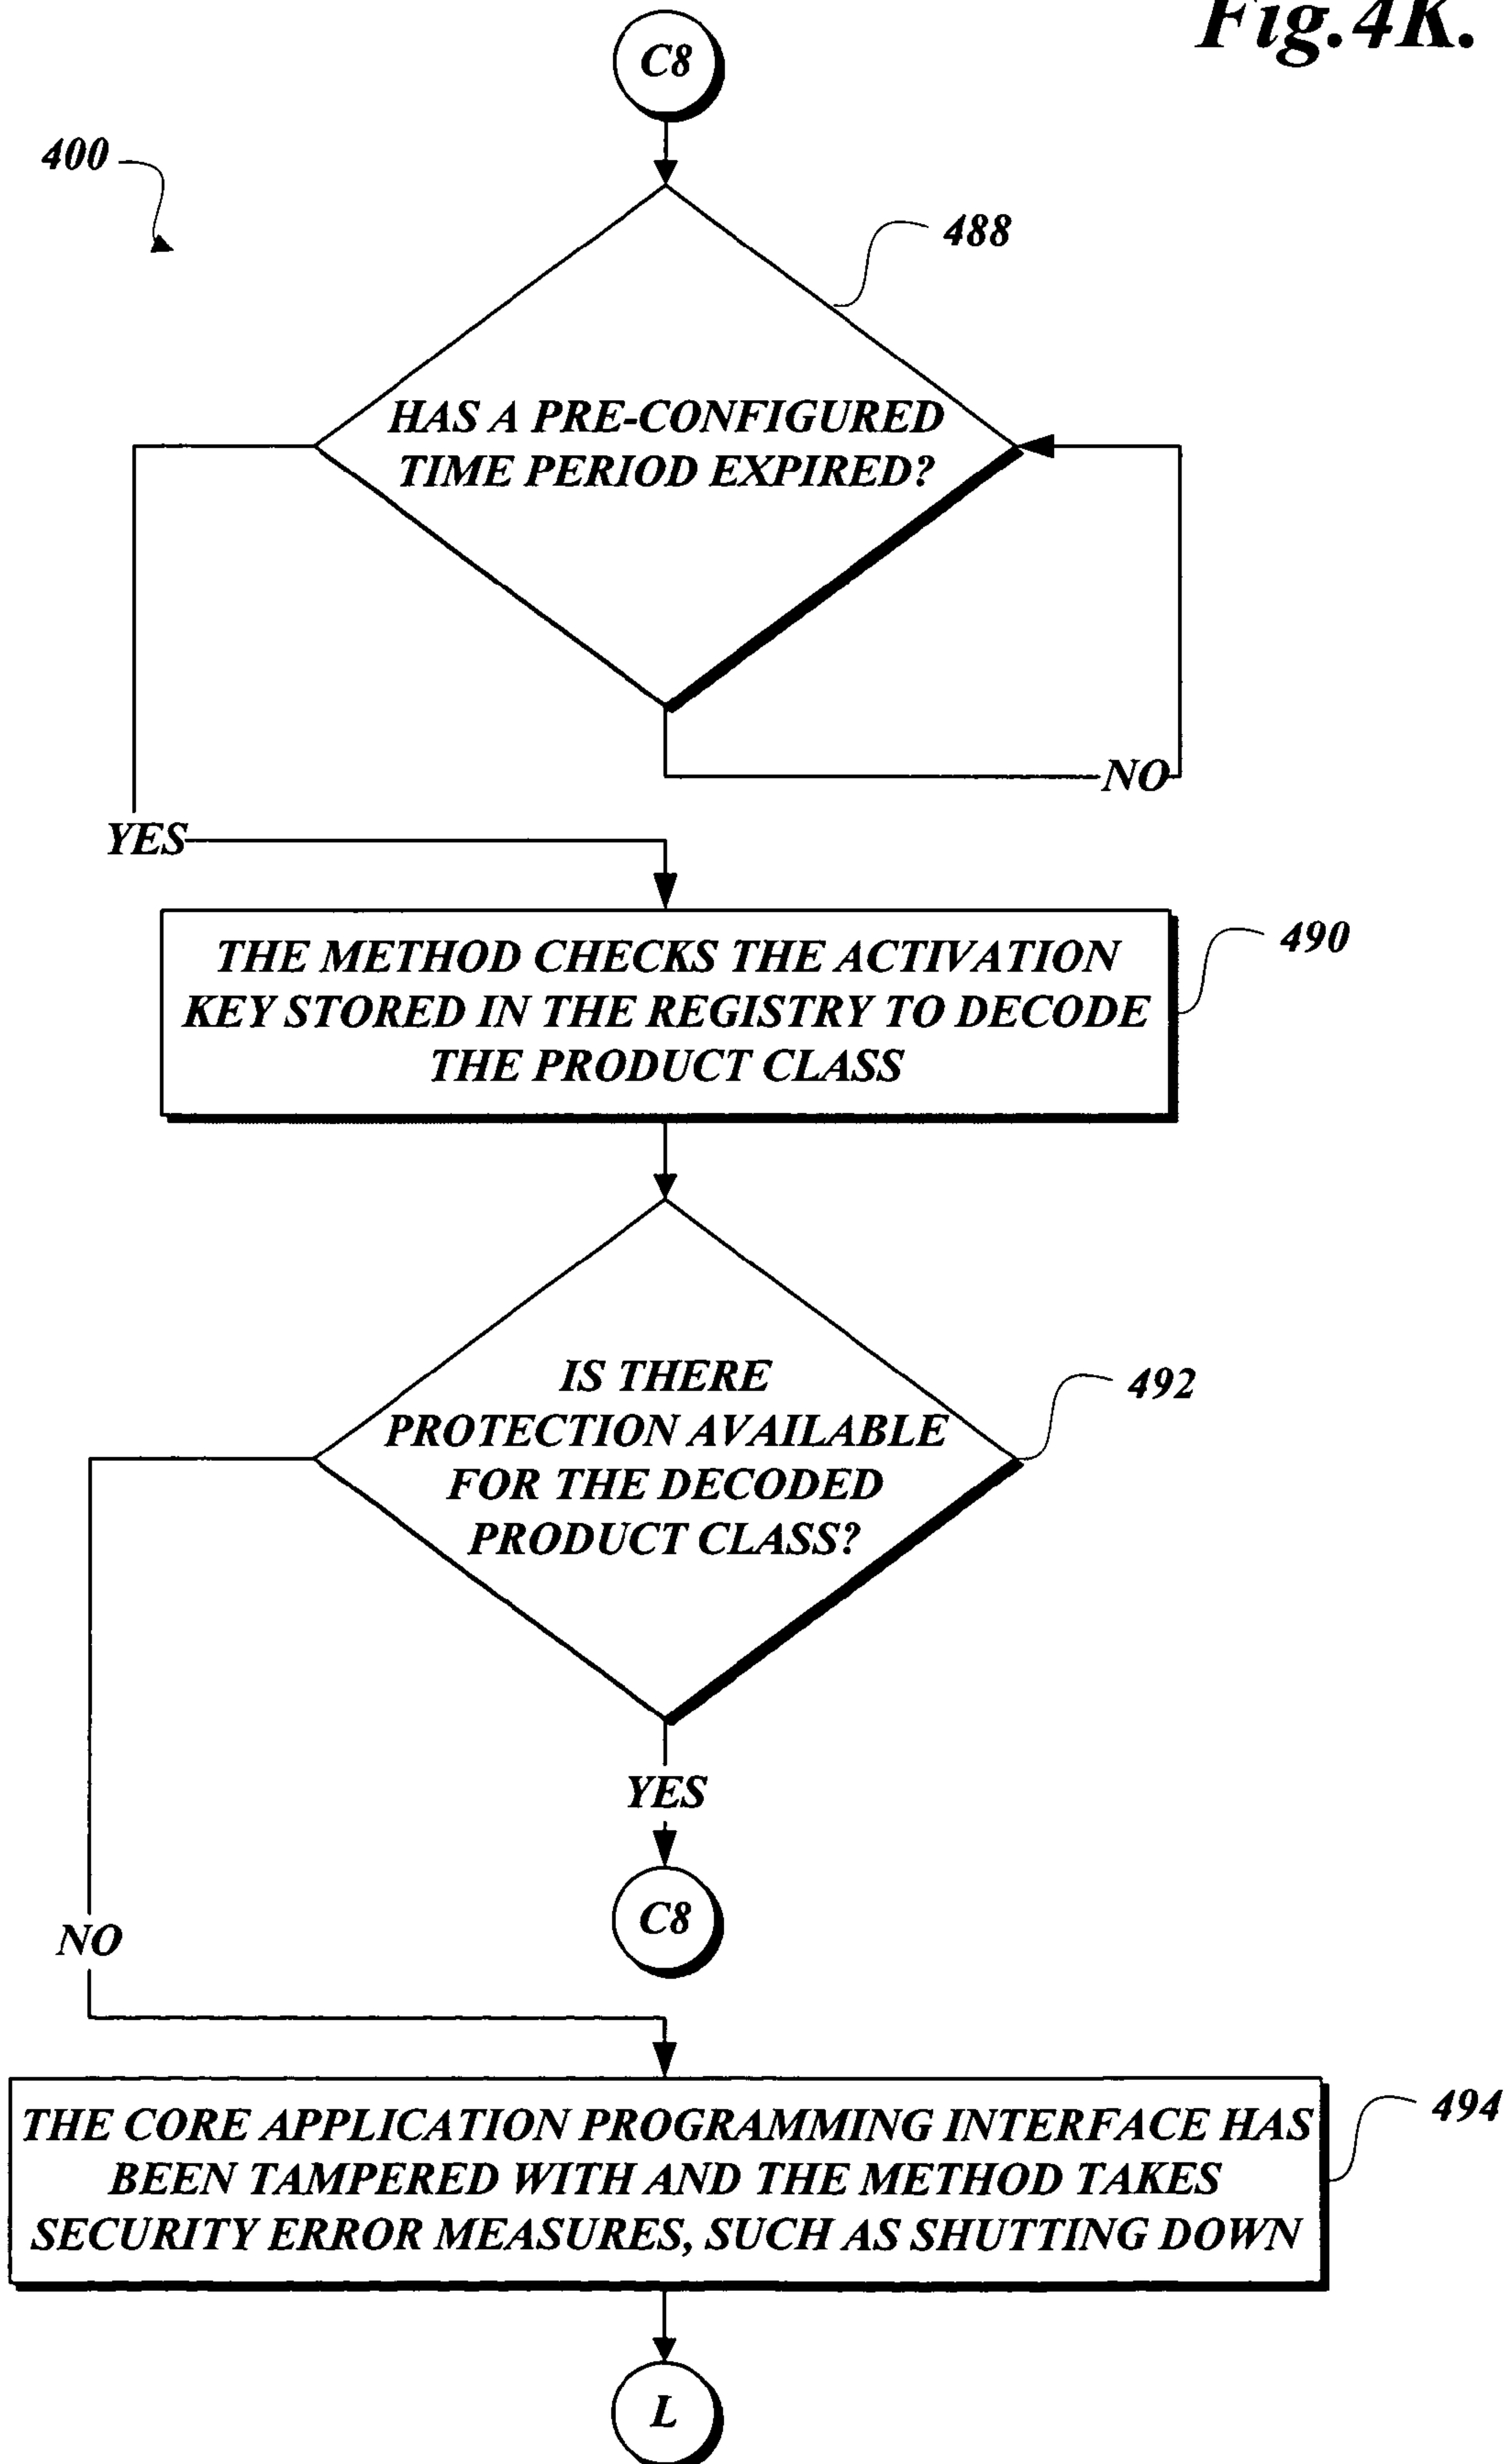 Fig.4K.
C8
400
488
HAS A PRE-CONFIGURED
TIME PERIOD EXPIRED?
NO
YES
THE METHOD CHECKS THE ACTIVATION
KEY STORED IN THE REGISTRY TO DECODE
THE PRODUCT CLASS
490
IS THERE
PROTECTION AVAILABLE
FOR THE DECODED
PRODUCT CLASS?
492
YES
C8
NO
THE CORE APPLICATION PROGRAMMING INTERFACE HAS
BEEN TAMPERED WITH AND THE METHOD TAKES
SECURITY ERROR MEASURES, SUCH AS SHUTTING DOWN
494
L